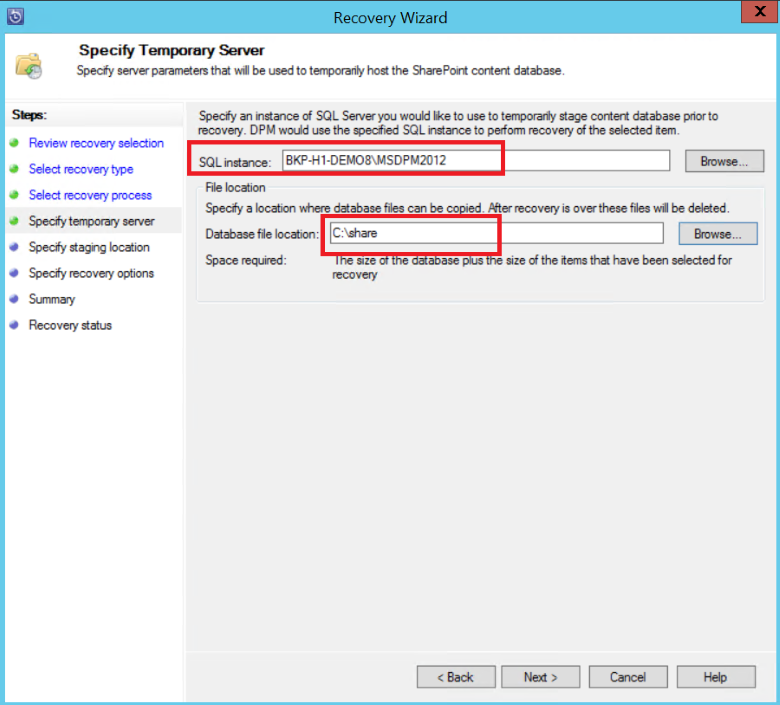 Recovery Wizard
x
Specify Temporary Server
Specify server parameters that will be used to temporarily host the SharePoint content database.
Steps:
Review recovery selection
Select recovery type
Select recovery process
Specify temporary server
Specify staging location
Specify recovery options
Summary
Recovery status
Specify an instance of SQL Server you would like to use to temporarily stage content database prior to
recovery. DPM would use the specified SQL instance to perform recovery of the selected item.
SQL instance: BKP-H1-DEMO8\MSDPM2012 Browse...
File location
Specify a location where database files can be copied. After recovery is over these files will be deleted.
Database file location: C:\share Browse...
Space required: The size of the database plus the size of the items that have been selected for
recovery
< Back Next > Cancel Help